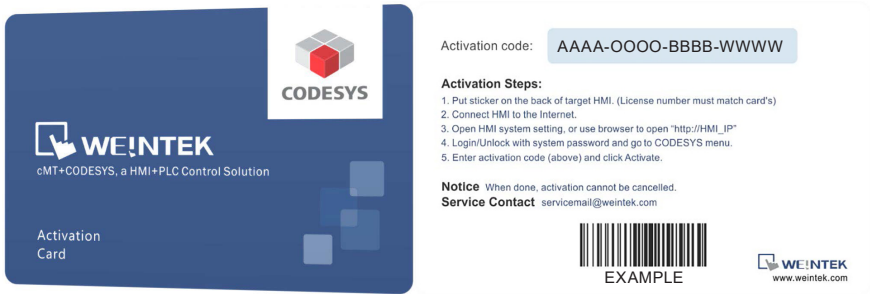 CODESYS
WEINTEK
cMT+CODESYS, a HMI+PLC Control Solution
Activation
Card
Activation code: AAAA-OOOO-BBBB-WWWW
Activation Steps:
1. Put sticker on the back of target HMI. (License number must match card's)
2. Connect HMI to the Internet.
3. Open HMI system setting, or use browser to open “http://HMI_IP”
4. Login/Unlock with system password and go to CODESYS menu.
5. Enter activation code (above) and click Activate.
Notice When done, activation cannot be cancelled.
Service Contact servicemail@weintek.com
EXAMPLE
WEINTEK
www.weintek.com